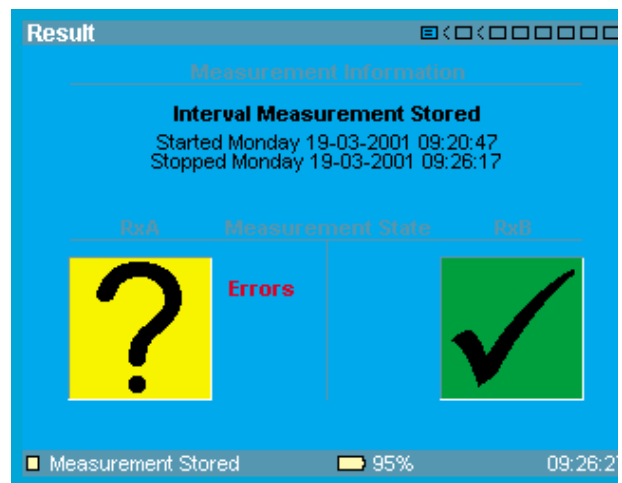 Result
Measurement Information
Interval Measurement Stored
Started Monday 19-03-2001 09:20:47
Stopped Monday 19-03-2001 09:26:17
RxA Measurement State RxB
Errors
Measurement Stored 95% 09:26:27